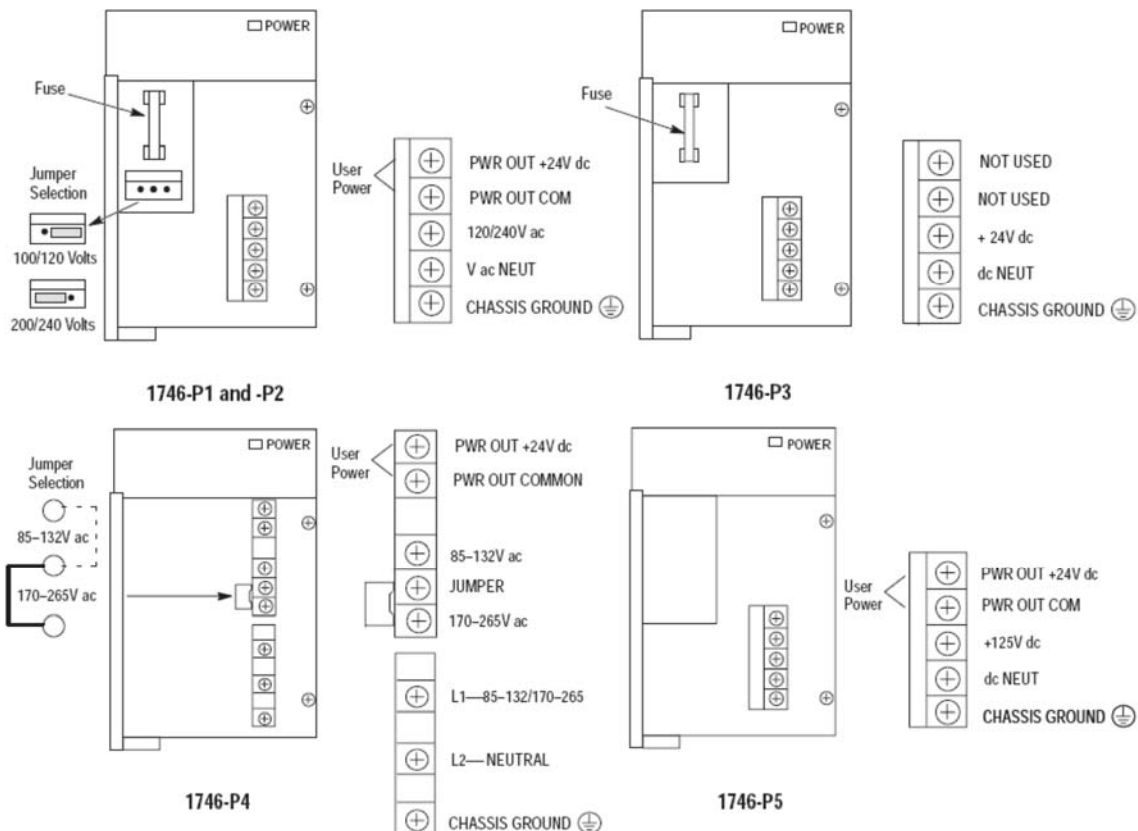 POWER
Fuse
Jumper
Selection
100/120 Volts
200/240 Volts
User
Power
PWR OUT +24V dc
PWR OUT COM
120/240V ac
V ac NEUT
CHASSIS GROUND
1746-P1 and -P2
POWER
Fuse
NOT USED
NOT USED
+ 24V dc
dc NEUT
CHASSIS GROUND
1746-P3
POWER
Jumper
Selection
85–132V ac
170–265V ac
User
Power
PWR OUT +24V dc
PWR OUT COMMON
85–132V ac
JUMPER
170–265V ac
L1—85–132/170–265
L2— NEUTRAL
CHASSIS GROUND
1746-P4
POWER
User
Power
PWR OUT +24V dc
PWR OUT COM
+125V dc
dc NEUT
CHASSIS GROUND
1746-P5